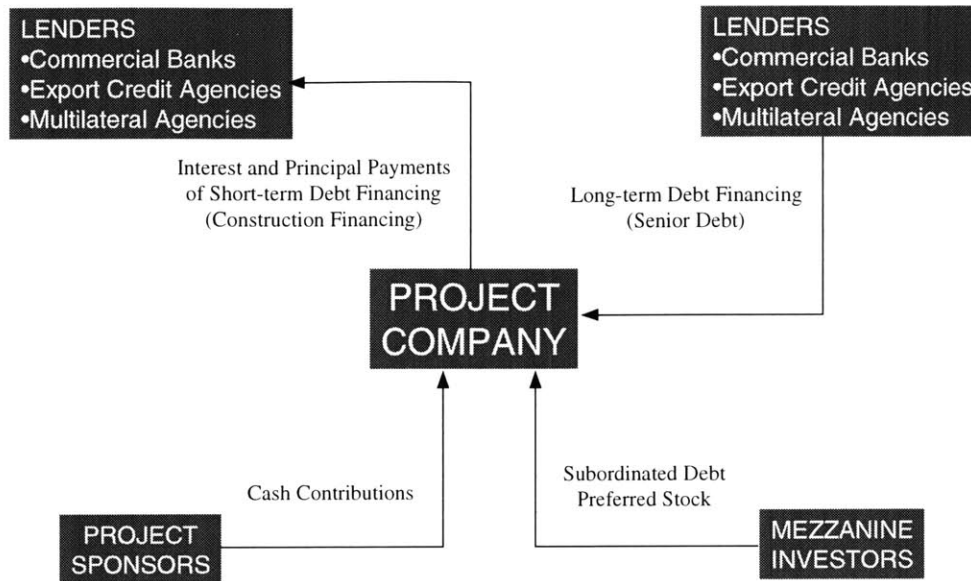 LENDERS
•Commercial Banks
•Export Credit Agencies
•Multilateral Agencies
LENDERS
•Commercial Banks
•Export Credit Agencies
•Multilateral Agencies
Interest and Principal Payments
of Short-term Debt Financing
(Construction Financing)
Long-term Debt Financing
(Senior Debt)
PROJECT
COMPANY
Cash Contributions
Subordinated Debt
Preferred Stock
PROJECT
SPONSORS
MEZZANINE
INVESTORS